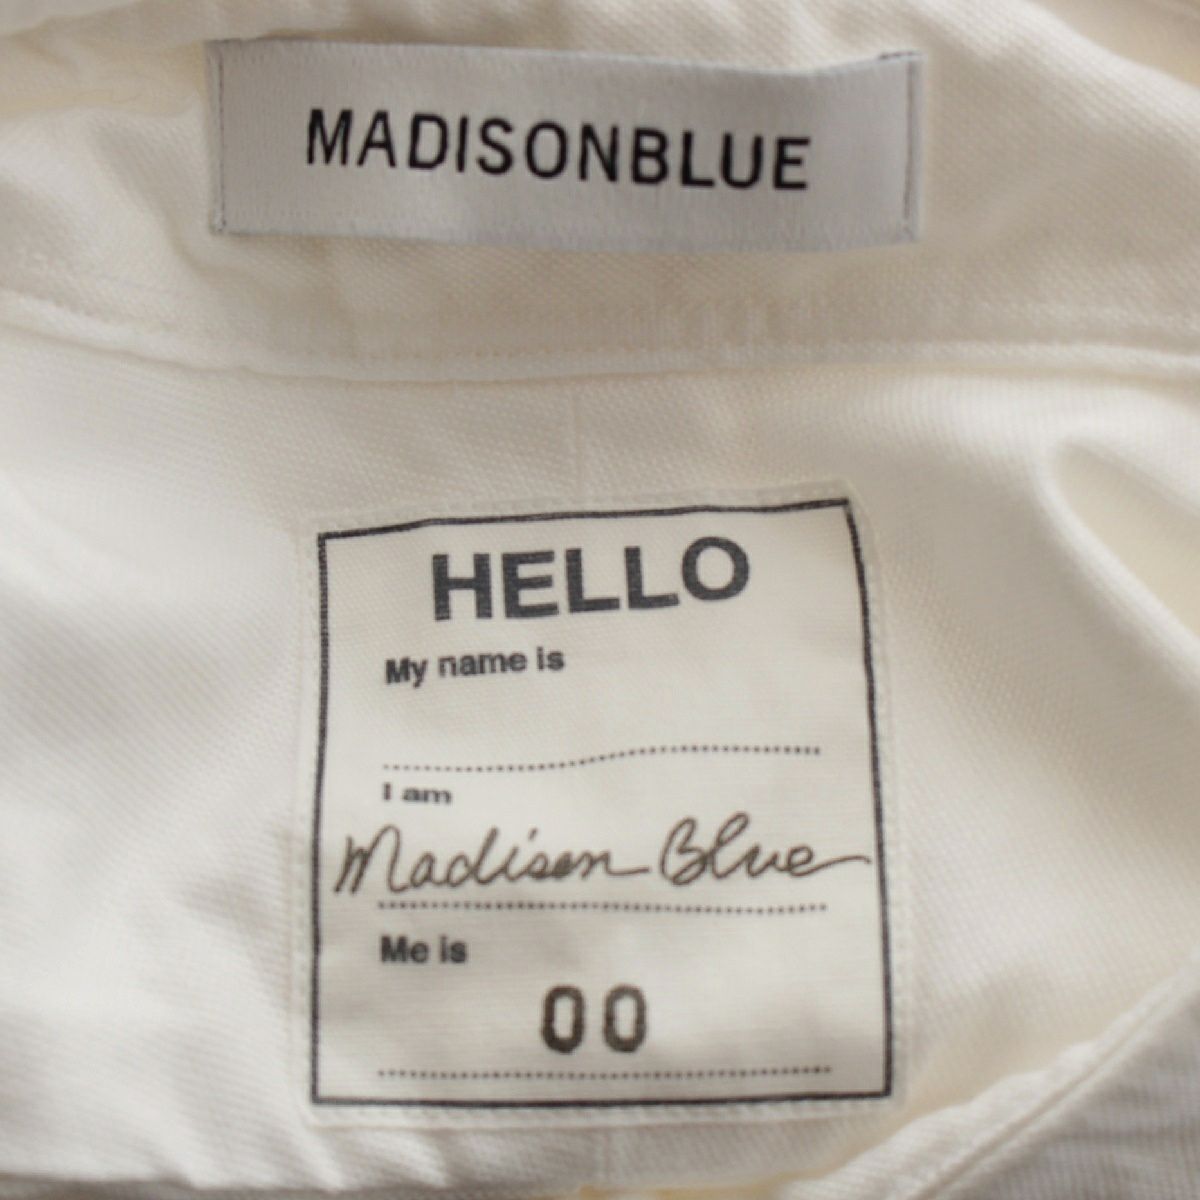 MADISONBLUE
HELLO
My name is
I am
Madison Blue
Me is
00